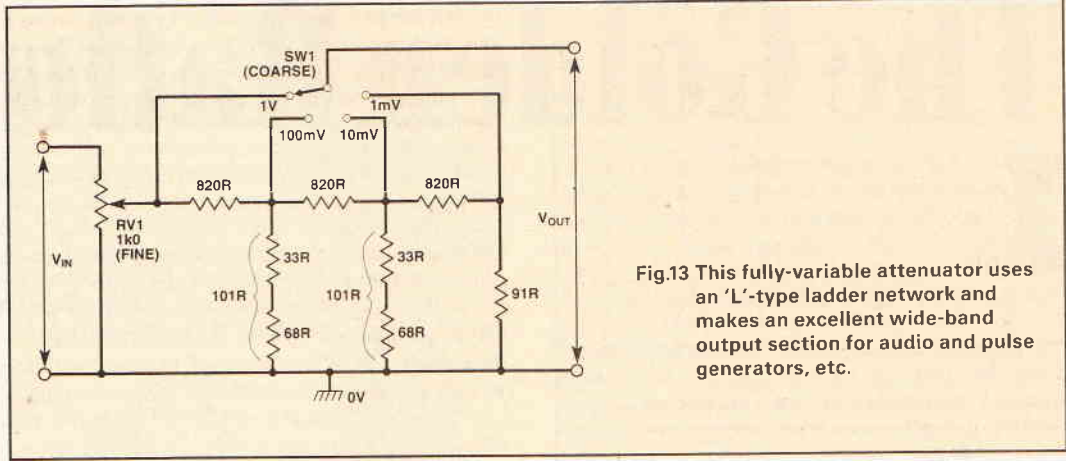 SW1
(COARSE)
1V
1mV
100mV
10mV
820R
820R
820R
RV1
1k0
(FINE)
VIN
VOUT
33R
33R
101R
101R
91R
68R
68R
0V
Fig.13 This fully-variable attenuator uses
an 'L'-type ladder network and
makes an excellent wide-band
output section for audio and pulse
generators, etc.